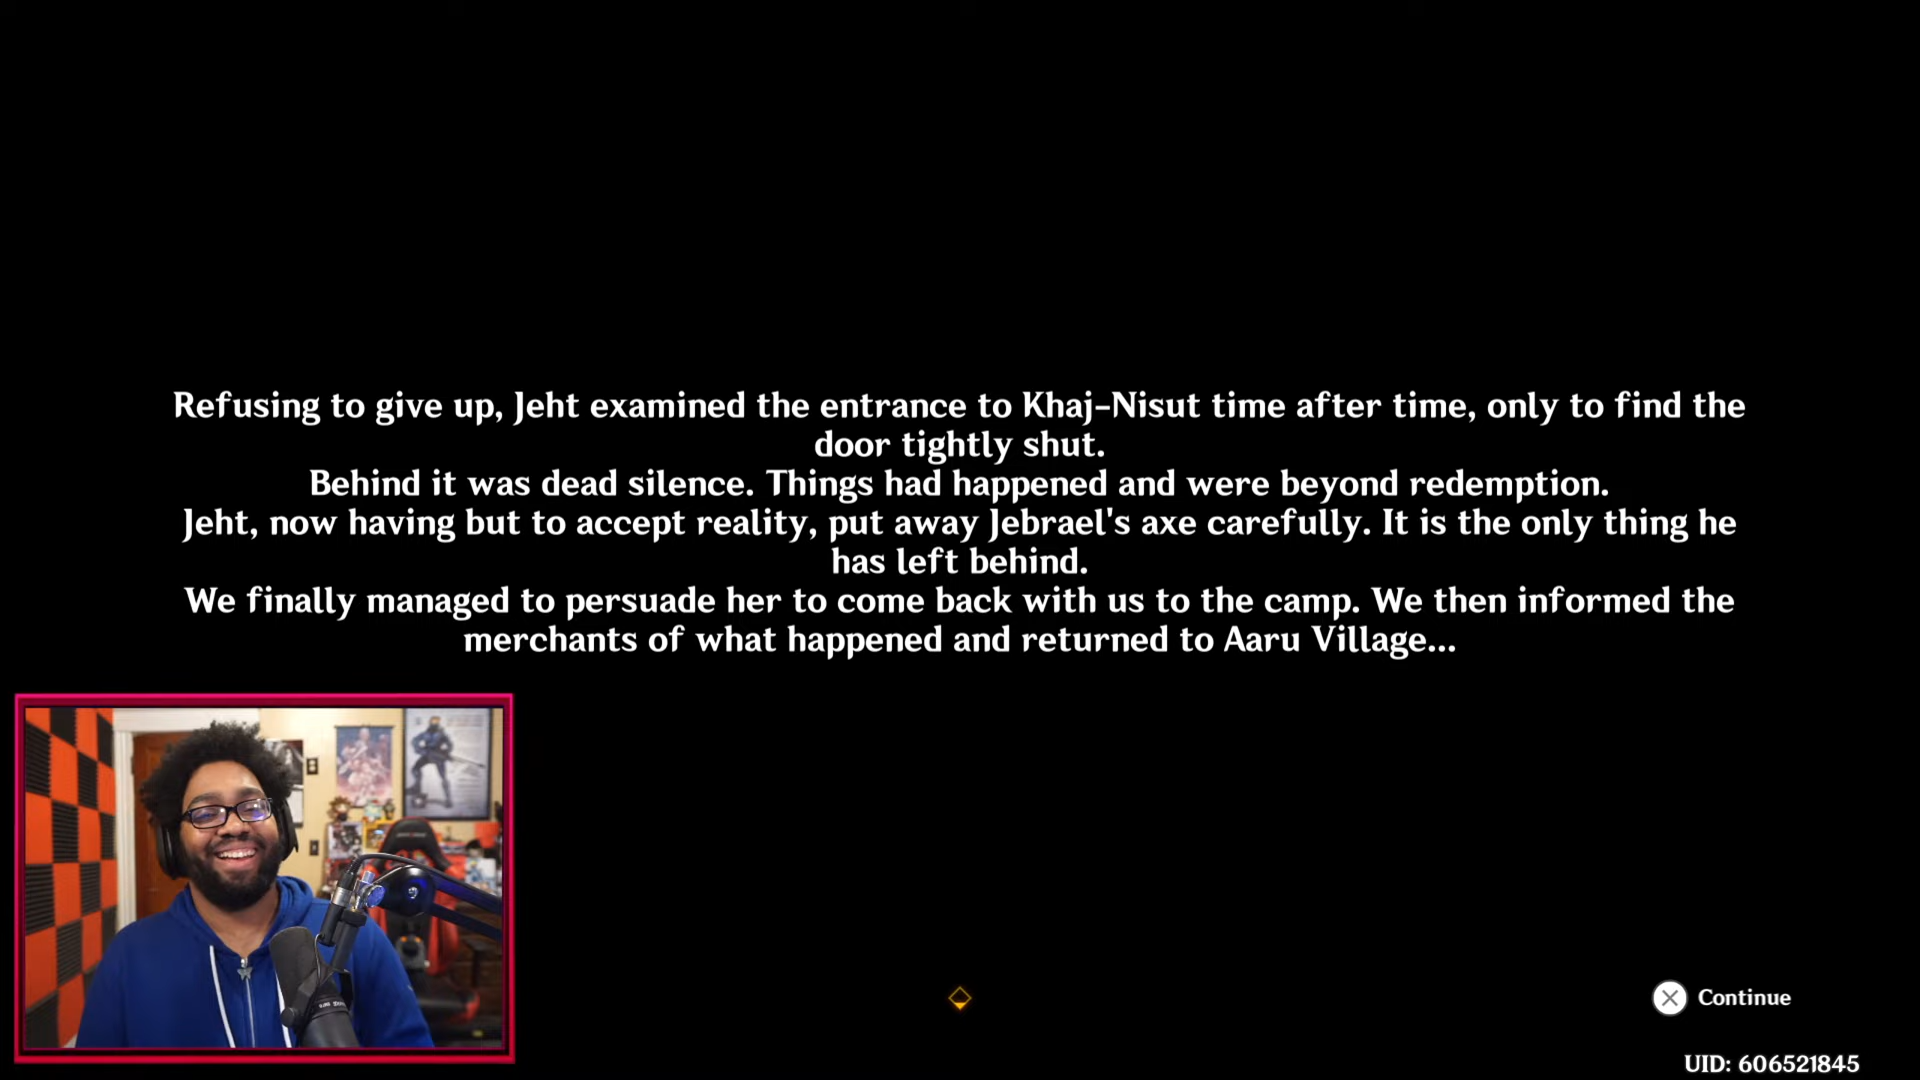 Refusing to give up, Jeht examined the entrance to Khaj-Nisut time after time, only to find the
door tightly shut.
Behind it was dead silence. Things had happened and were beyond redemption.
Jeht, now having but to accept reality, put away Jebrael's axe carefully. It is the only thing he
has left behind.
We finally managed to persuade her to come back with us to the camp. We then informed the
merchants of what happened and returned to Aaru Village...
Continue
UID: 606521845